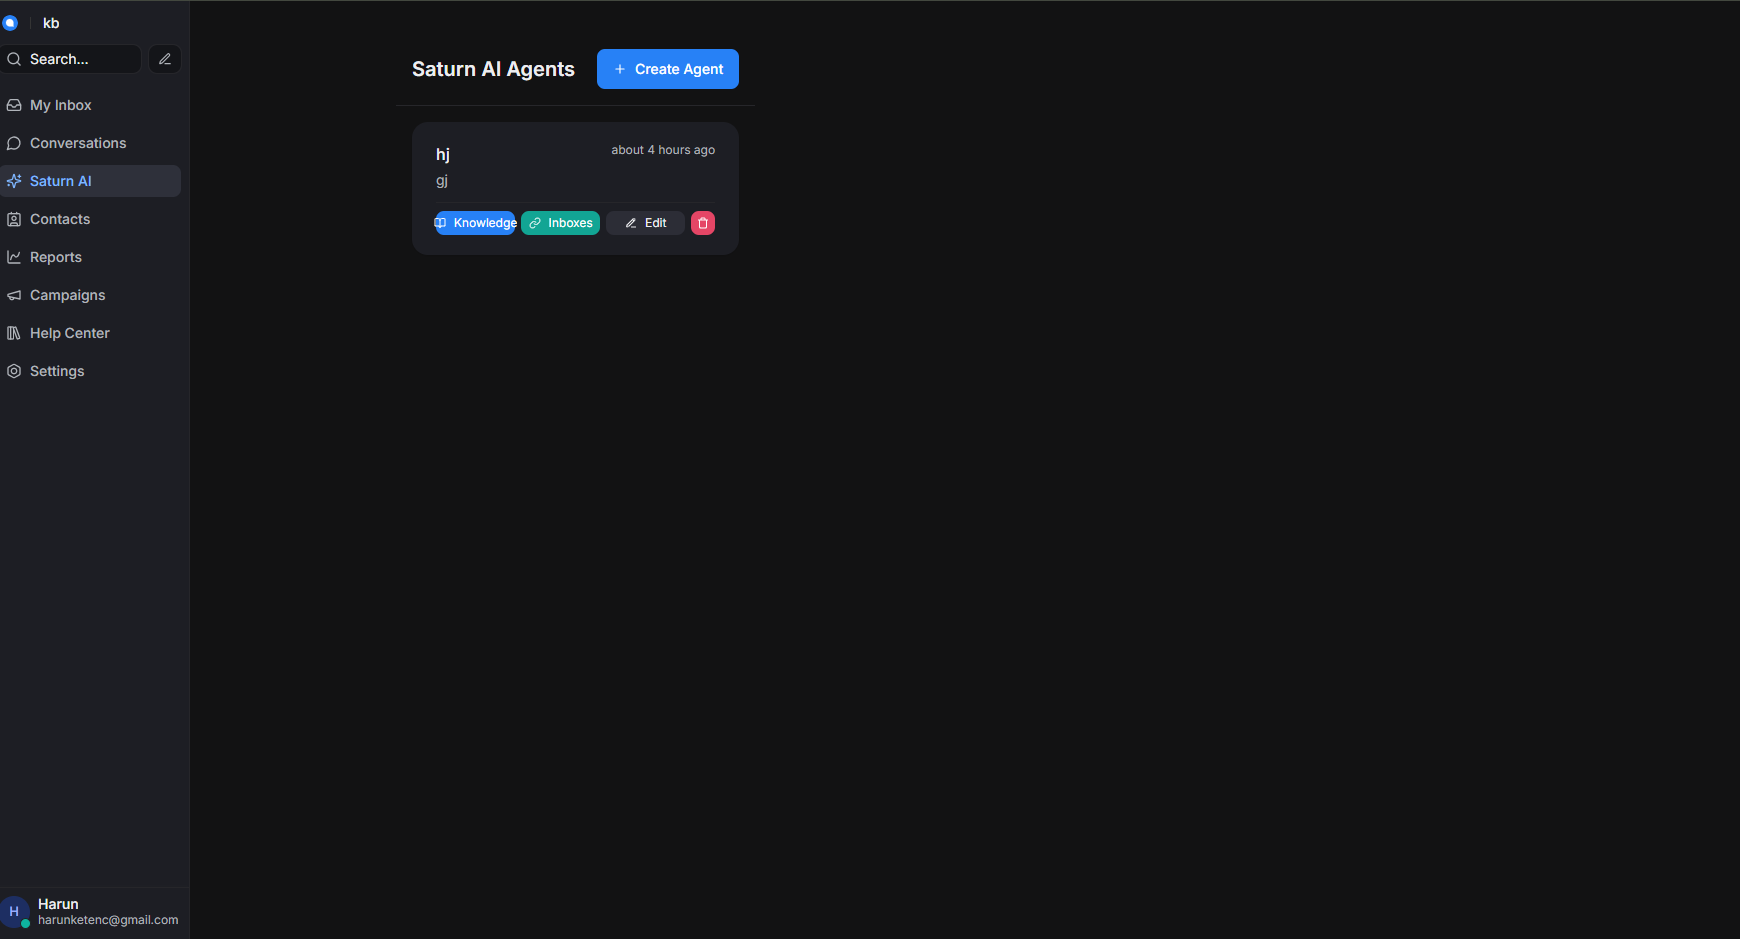 kb
Search...
My Inbox
Conversations
Saturn AI
Contacts
Reports
Campaigns
Help Center
Settings
H
Harun
harunketenc@gmail.com
Saturn AI Agents
+ Create Agent
hj
about 4 hours ago
gj
Knowledge
Inboxes
Edit